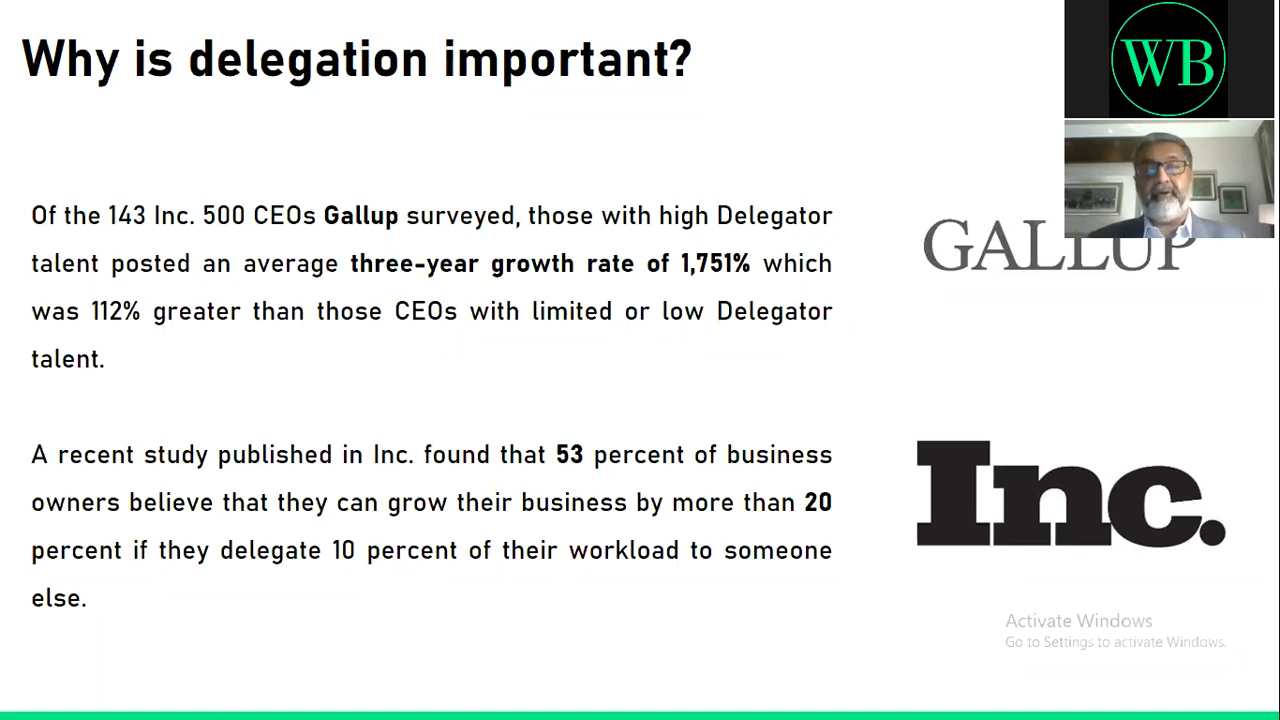 Why is delegation important?
WB
Of the 143 Inc. 500 CEOs Gallup surveyed, those with high Delegator
talent posted an average three-year growth rate of 1,751% which
was 112% greater than those CEOs with limited or low Delegator
talent.
GALLUP
A recent study published in Inc. found that 53 percent of business
owners believe that they can grow their business by more than 20
percent if they delegate 10 percent of their workload to someone
else.
Inc.
Activate Windows
Go to Settings to activate Windows.